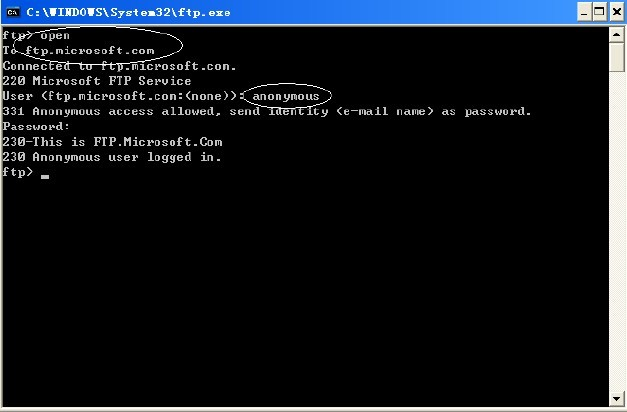 C:\WINDOWS\System32\ftp.exe
ftp> open
To ftp.microsoft.com
Connected to ftp.microsoft.com.
220 Microsoft FTP Service
User (ftp.microsoft.com:(none)): anonymous
331 Anonymous access allowed, send identity (e-mail name) as password.
Password:
230-This is FTP.Microsoft.Com
230 Anonymous user logged in.
ftp> _